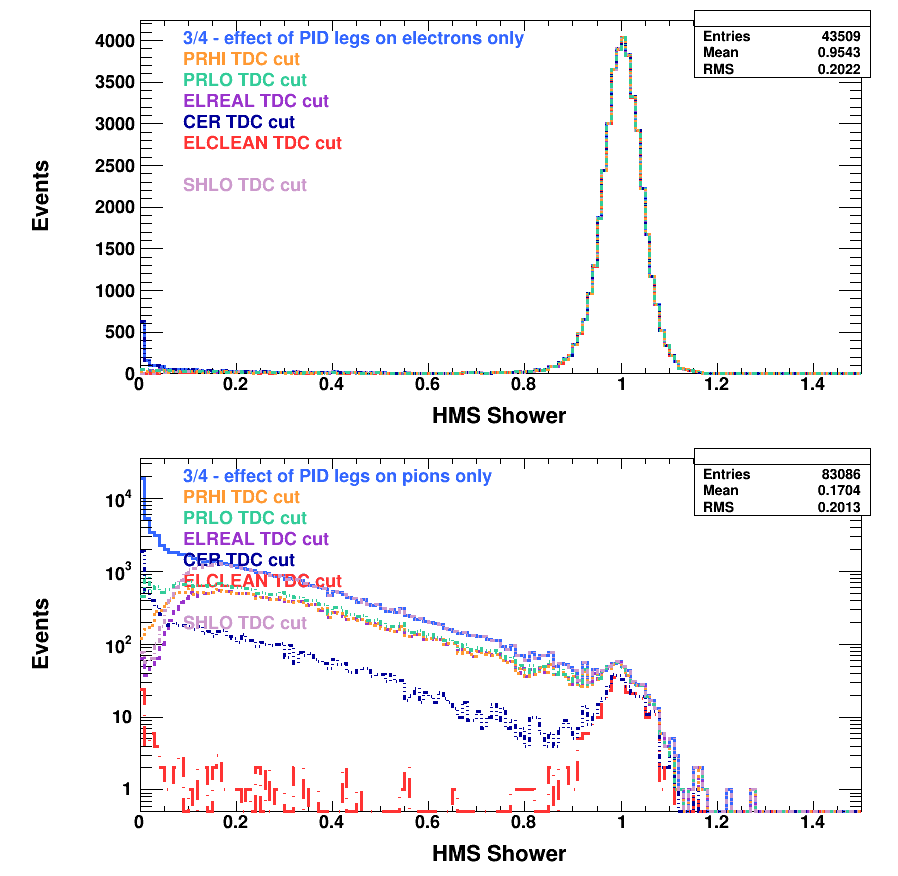 3/4 - effect of PID legs on electrons only
PRHI TDC cut
PRLO TDC cut
ELREAL TDC cut
CER TDC cut
ELCLEAN TDC cut
SHLO TDC cut
Entries 43509
Mean 0.9543
RMS 0.2022
Events
4000
3500
3000
2500
2000
1500
1000
500
0
0 0.2 0.4 0.6 0.8 1 1.2 1.4
HMS Shower
3/4 - effect of PID legs on pions only
PRHI TDC cut
PRLO TDC cut
ELREAL TDC cut
CER TDC cut
ELCLEAN TDC cut
SHLO TDC cut
Entries 83086
Mean 0.1704
RMS 0.2013
Events
10⁴
10³
10²
10
1
0 0.2 0.4 0.6 0.8 1 1.2 1.4
HMS Shower